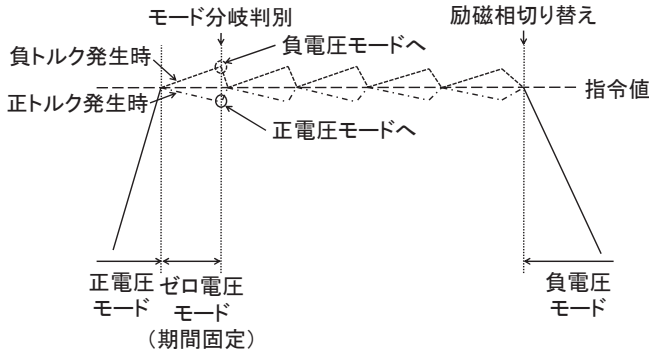 モード分岐判別
励磁相切り替え
負トルク発生時
負電圧モードへ
指令値
正トルク発生時
正電圧モードへ
正電圧
モード
ゼロ電圧
モード
(期間固定)
負電圧
モード